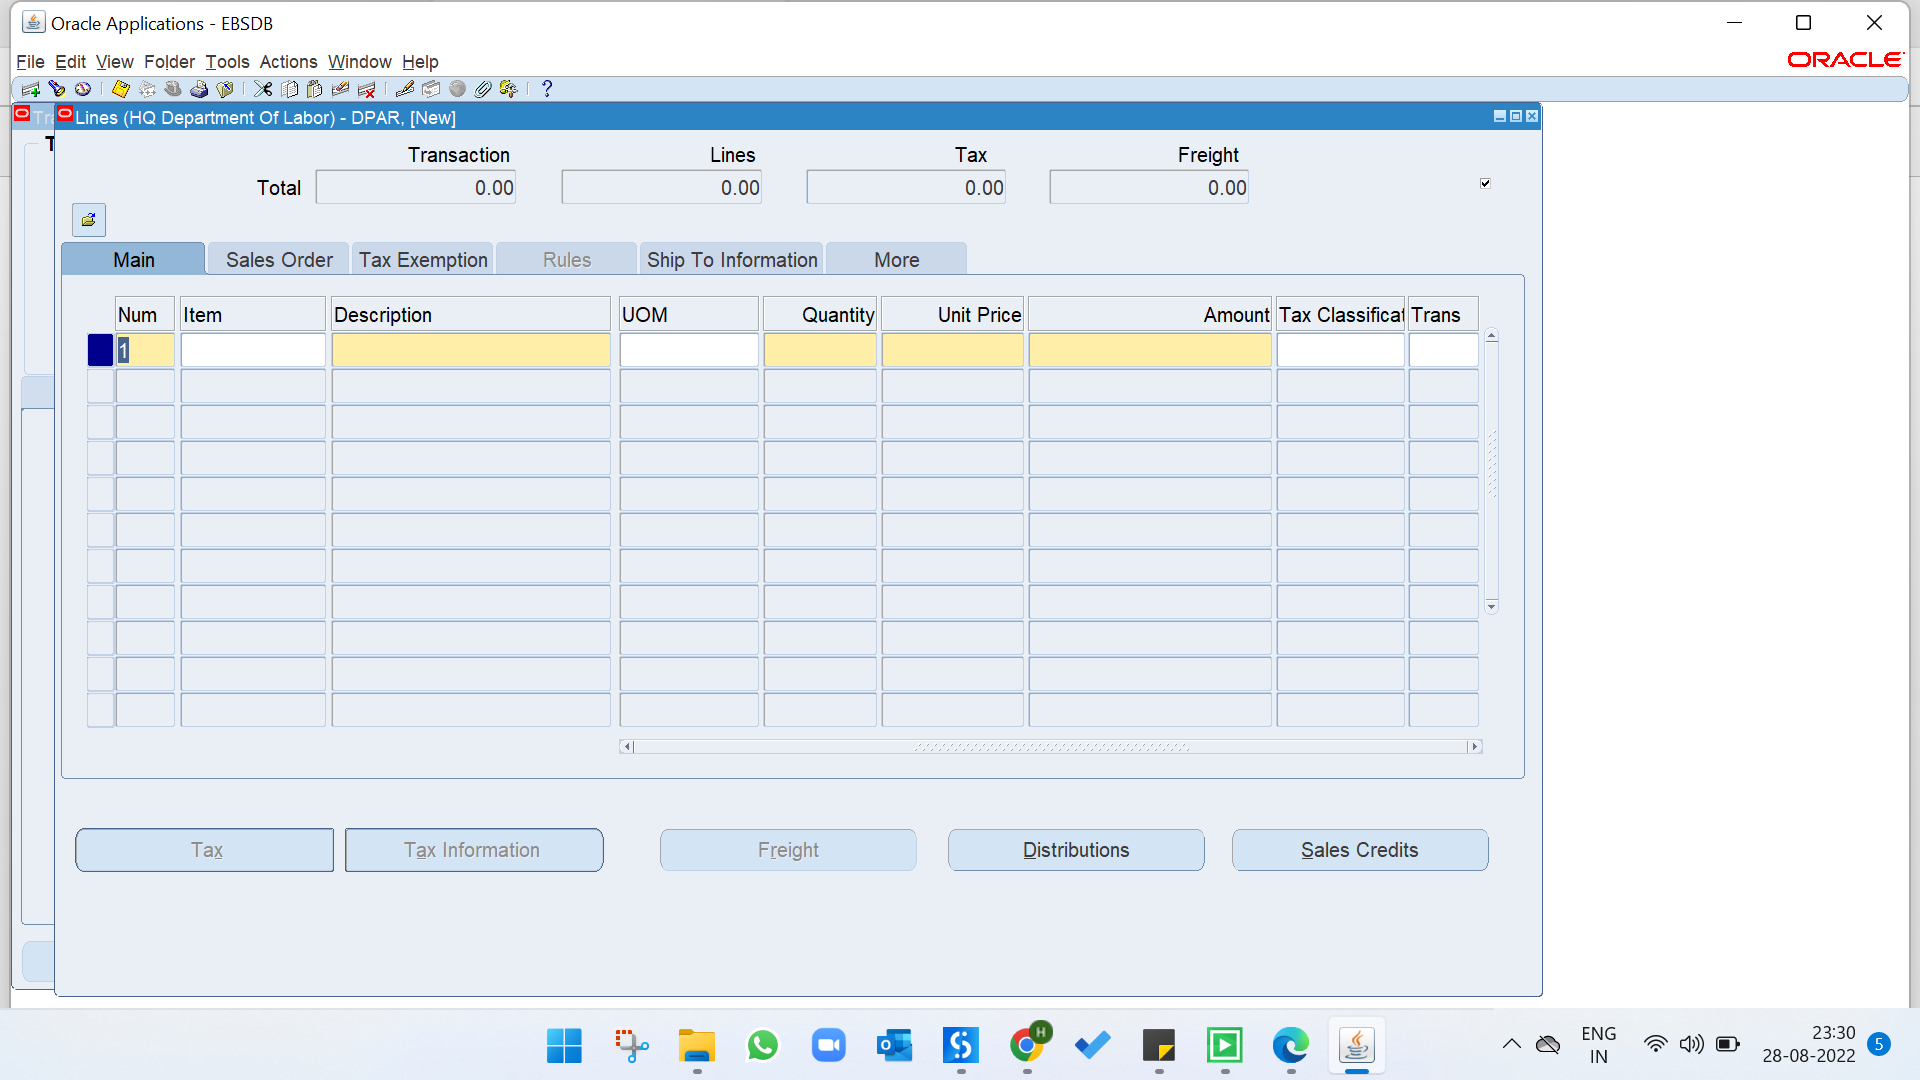 Oracle Applications - EBSDB
File Edit View Folder Tools Actions Window Help
ORACLE
Lines (HQ Department Of Labor) - DPAR, [New]
Transaction Lines Tax Freight
Total 0.00 0.00 0.00 0.00
Main Sales Order Tax Exemption Rules Ship To Information More
Num Item Description UOM Quantity Unit Price Amount Tax Classificat Trans
1
Tax Tax Information Freight Distributions Sales Credits
ENG
IN
23:30
28-08-2022
5
H